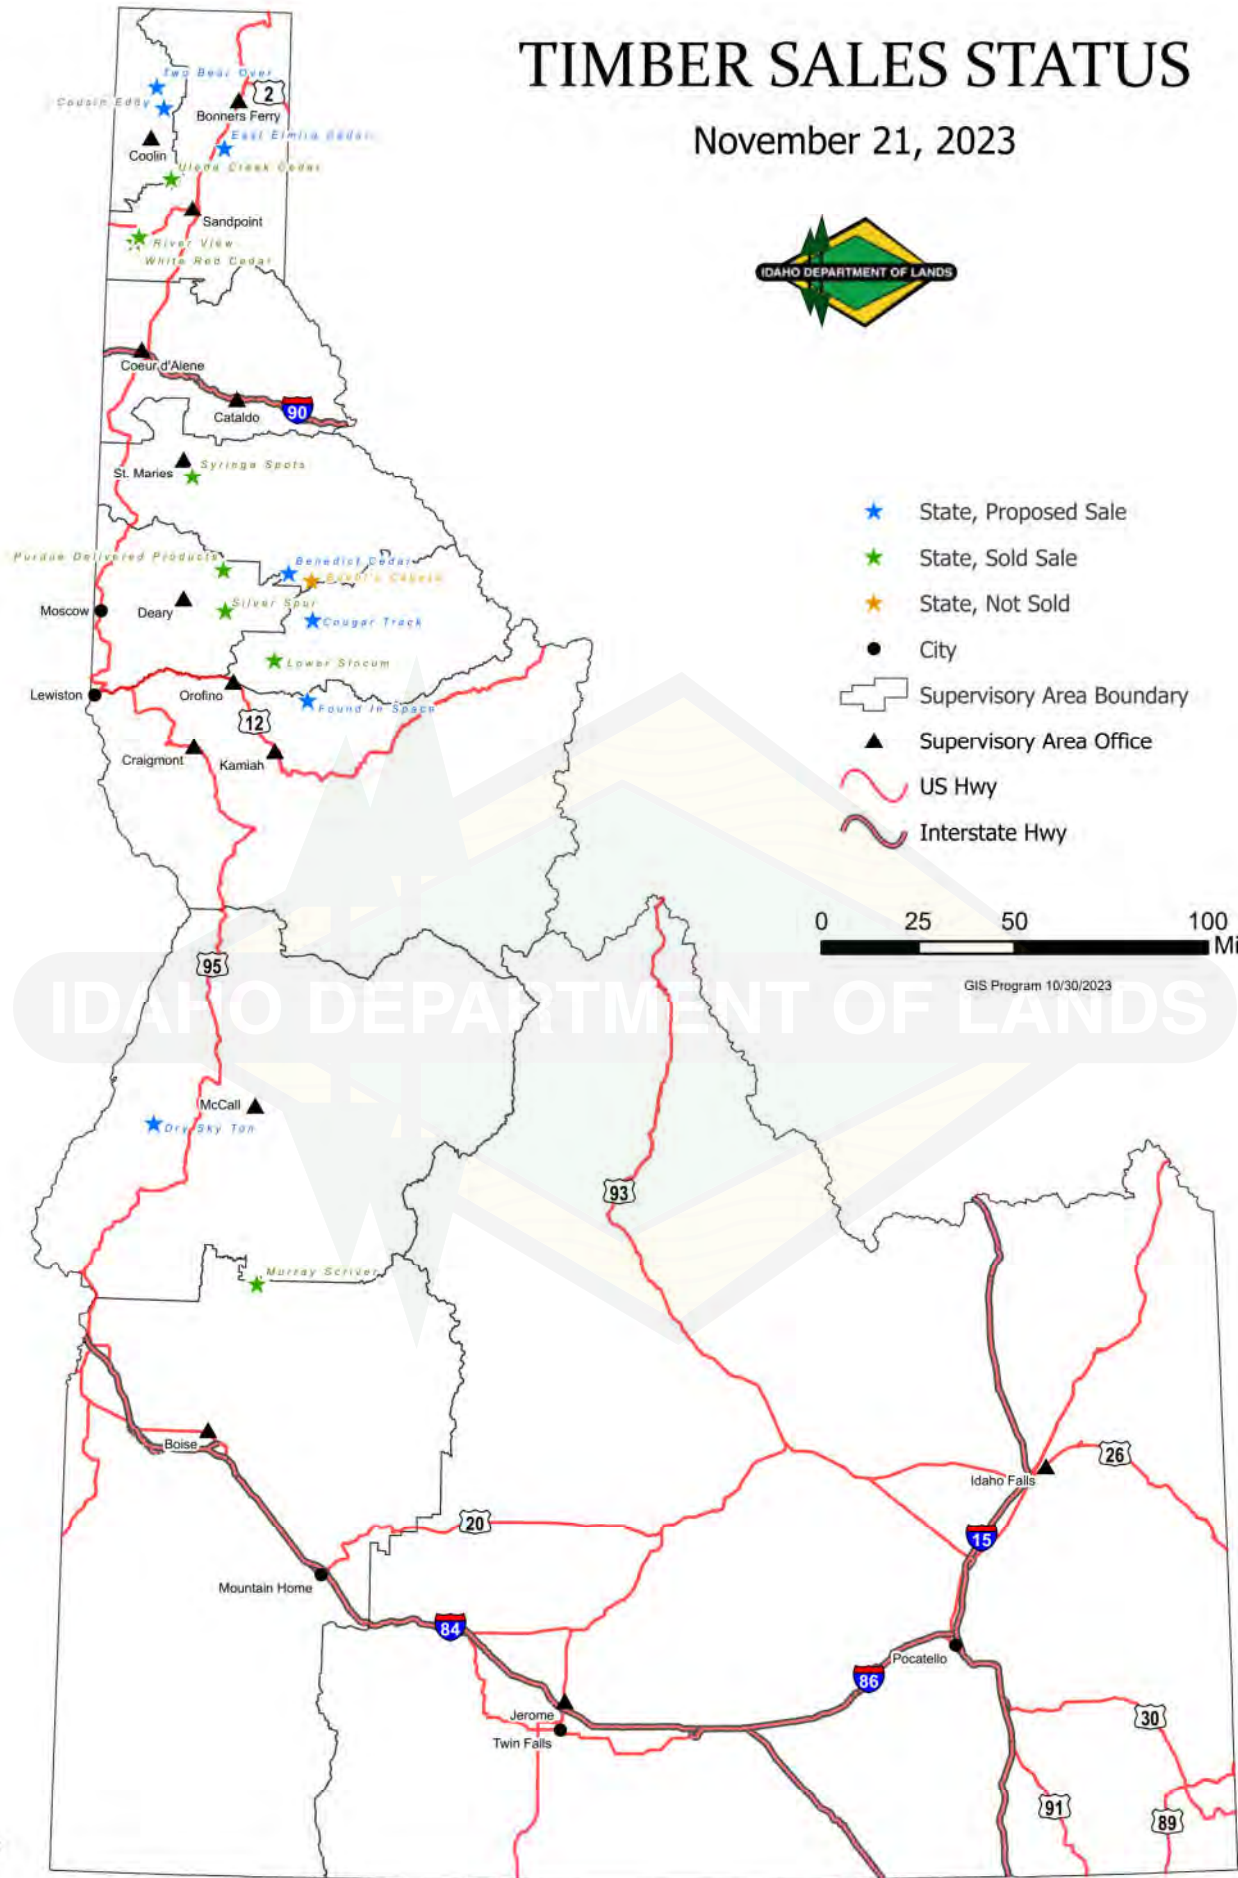 TIMBER SALES STATUS
November 21, 2023
IDAHO DEPARTMENT OF LANDS
Two Bear Over
Cousin Eddy
2
Bonners Ferry
East Elmira Cedar
Coolin
Uleda Creek Cedar
Sandpoint
River View
White Red Cedar
Coeur d'Alene
Cataldo
90
St. Maries
Syringa Spots
Purdue Delivered Products
Benedict Cedar
Moscow
Deary
Silver Spur
Cougar Track
Lower Slocum
Lewiston
Orofino
Found In Space
12
Craigmont
Kamiah
State, Proposed Sale
State, Sold Sale
State, Not Sold
City
Supervisory Area Boundary
Supervisory Area Office
US Hwy
Interstate Hwy
0 25 50 100
Mi
GIS Program 10/30/2023
95
IDAHO DEPARTMENT OF LANDS
McCall
Dry Sky Ton
93
Murray Scriver
Boise
Idaho Falls
26
20
15
Mountain Home
84
Pocatello
86
Jerome
Twin Falls
30
91
89